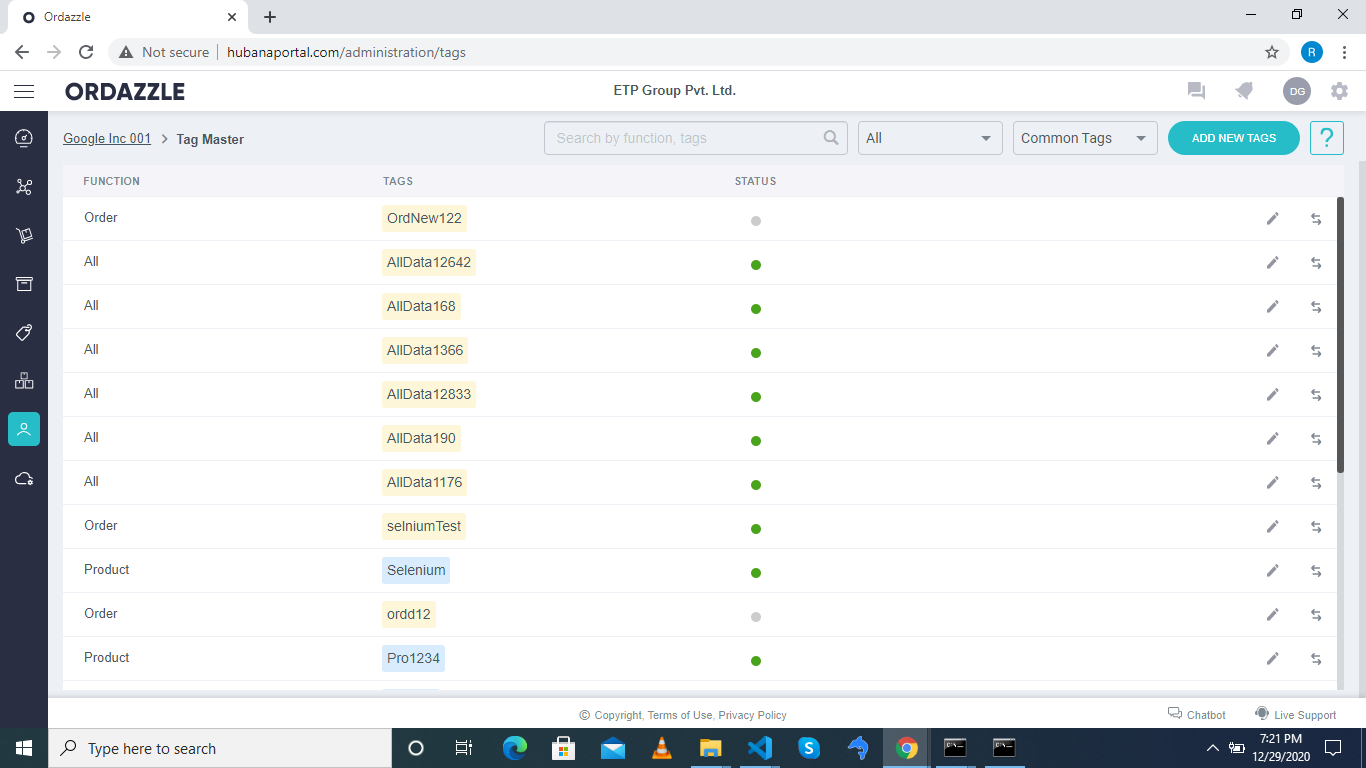 Ordazzle
Not secure hubanaportal.com/administration/tags R
ORDAZZLE ETP Group Pvt. Ltd. DG
Google Inc 001 Tag Master Search by function, tags All Common Tags ADD NEW TAGS ?
FUNCTION TAGS STATUS
Order OrdNew122
All AllData12642
All AllData168
All AllData1366
All AllData12833
All AllData190
All AllData1176
Order selniumTest
Product Selenium
Order ordd12
Product Pro1234
© Copyright, Terms of Use, Privacy Policy Chatbot Live Support
Type here to search 7:21 PM
12/29/2020